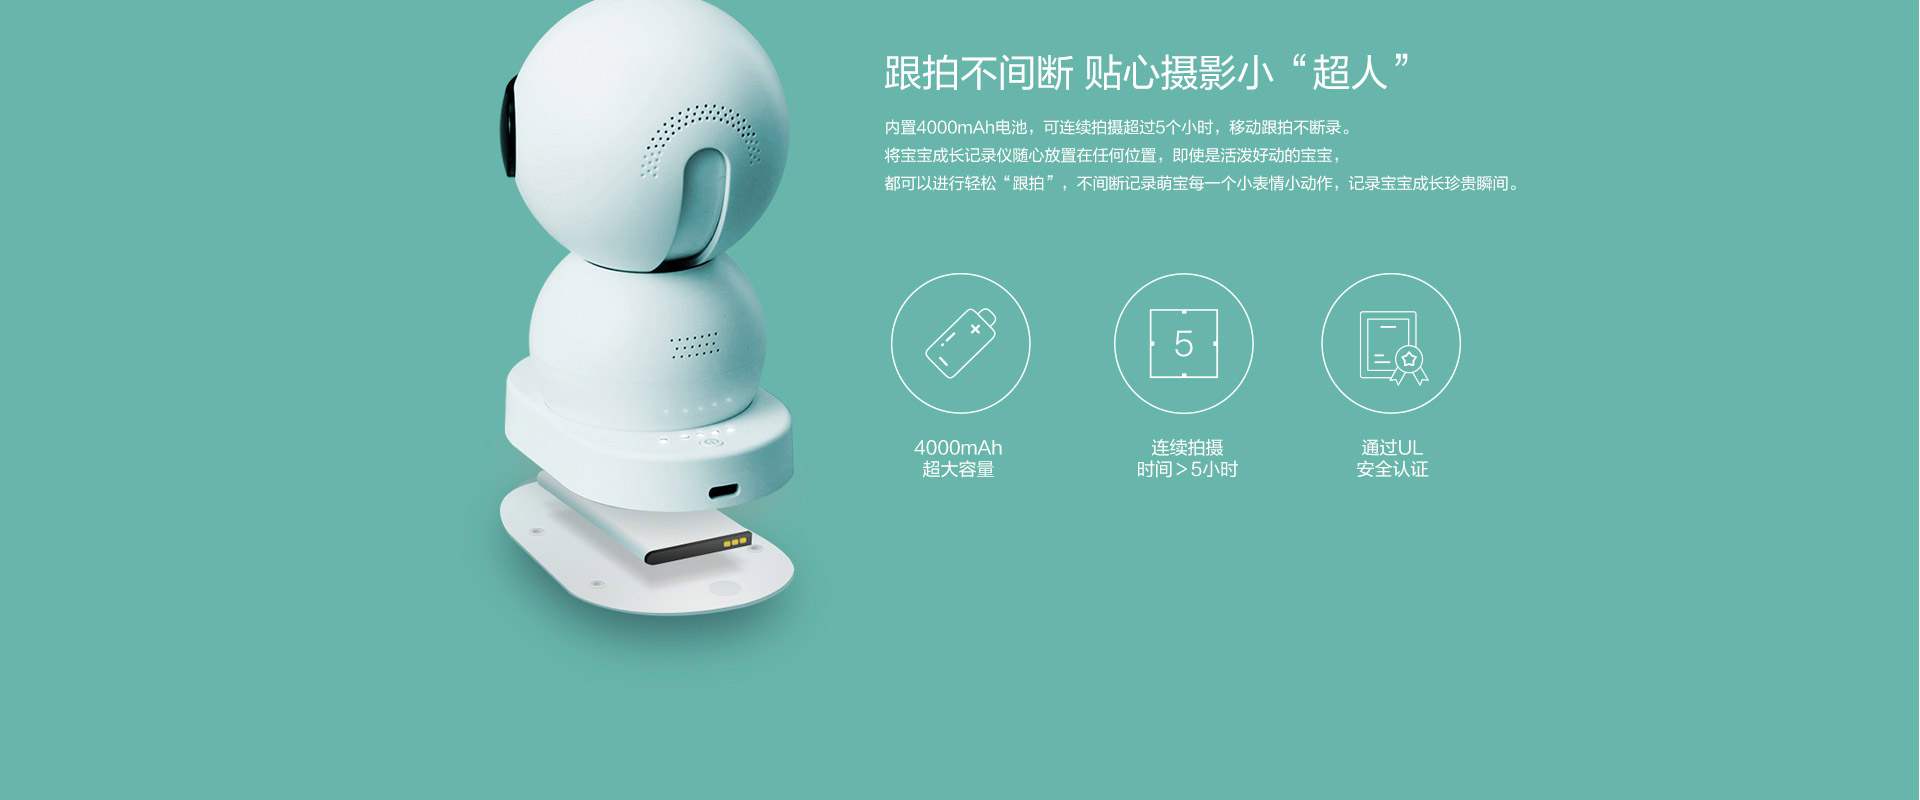 跟拍不间断 贴心摄影小“超人”
内置4000mAh电池，可连续拍摄超过5个小时，移动跟拍不断录。
将宝宝成长记录仪随心放置在任何位置，即使是活泼好动的宝宝，
都可以进行轻松“跟拍”，不间断记录萌宝每一个小表情小动作，记录宝宝成长珍贵瞬间。
5
4000mAh
超大容量
连续拍摄
时间＞5小时
通过UL
安全认证